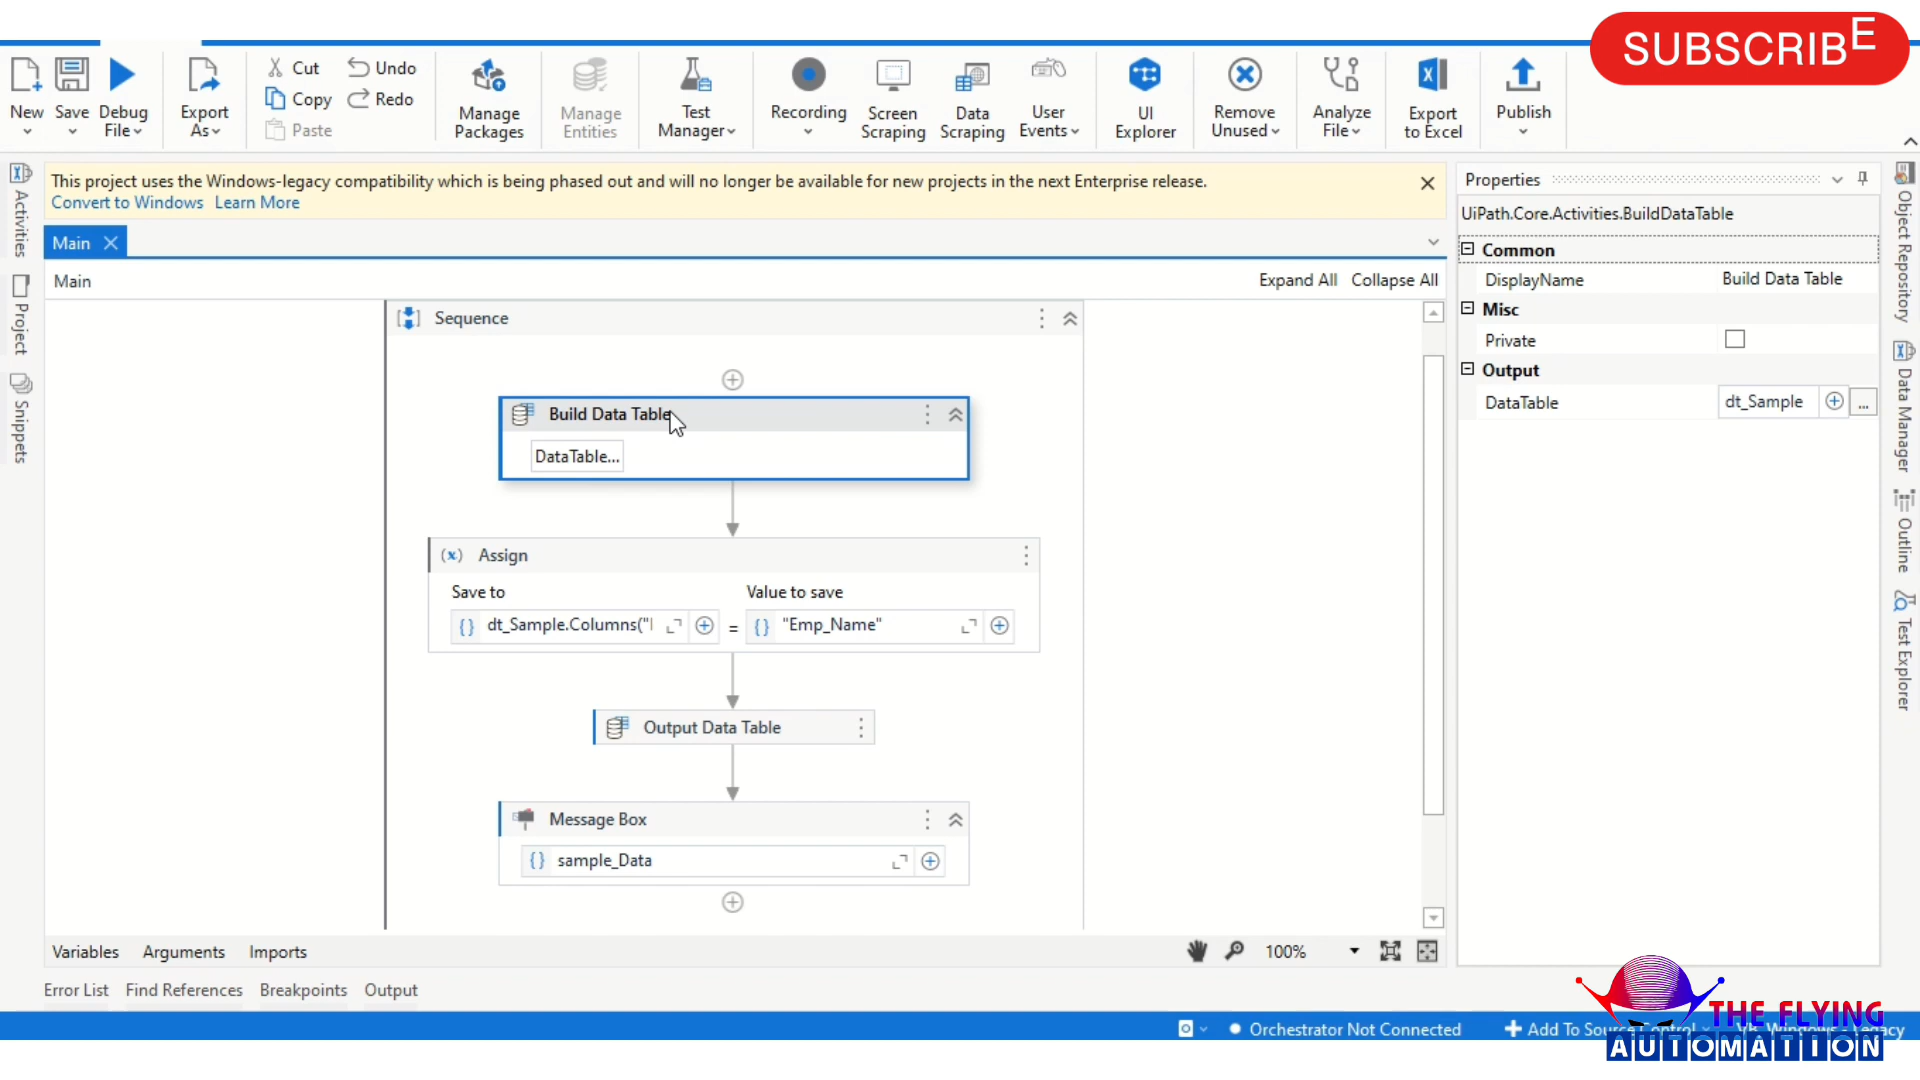 SUBSCRIBE
New
Save
Debug File
Export As
Cut
Copy
Paste
Undo
Redo
Manage Packages
Manage Entities
Test Manager
Recording
Screen Scraping
Data Scraping
User Events
UI Explorer
Remove Unused
Analyze File
Export to Excel
Publish
This project uses the Windows-legacy compatibility which is being phased out and will no longer be available for new projects in the next Enterprise release.
Convert to Windows Learn More
Activities
Project
Snippets
Main
Main
Expand All Collapse All
Sequence
Build Data Table
DataTable...
(x) Assign
Save to
Value to save
{} dt_Sample.Columns("
=
{} "Emp_Name"
Output Data Table
Message Box
{} sample_Data
Variables Arguments Imports
100%
Error List Find References Breakpoints Output
Properties
UiPath.Core.Activities.BuildDataTable
Common
DisplayName Build Data Table
Misc
Private
Output
DataTable dt_Sample ...
Object Repository
Data Manager
Outline
Test Explorer
Orchestrator Not Connected
Add To Source Control
Windows - Legacy
THE FLYING
AUTOMATION